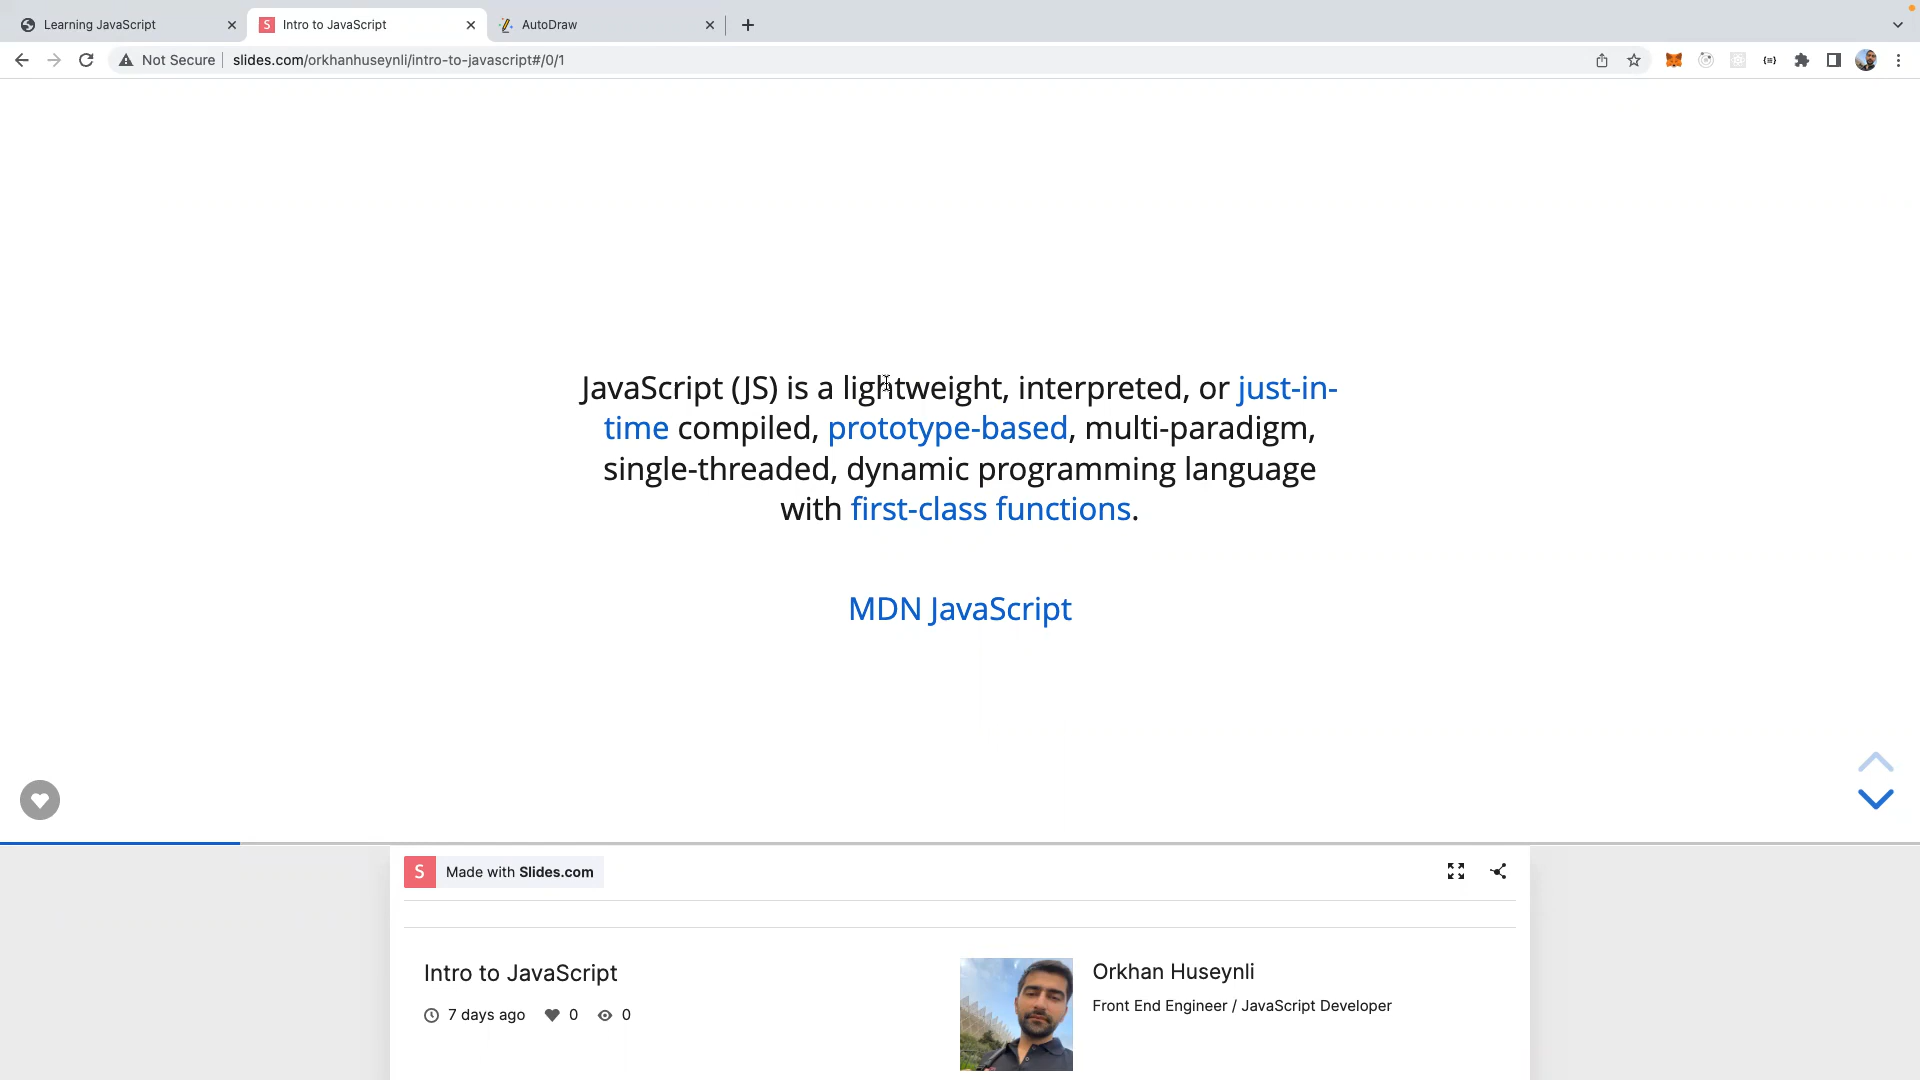 Learning JavaScript
Intro to JavaScript
AutoDraw
Not Secure
slides.com/orkhanhuseynli/intro-to-javascript#/0/1
JavaScript (JS) is a lightweight, interpreted, or just-in-
time compiled, prototype-based, multi-paradigm,
single-threaded, dynamic programming language
with first-class functions.
MDN JavaScript
S Made with Slides.com
Intro to JavaScript
7 days ago 0 0
Orkhan Huseynli
Front End Engineer / JavaScript Developer